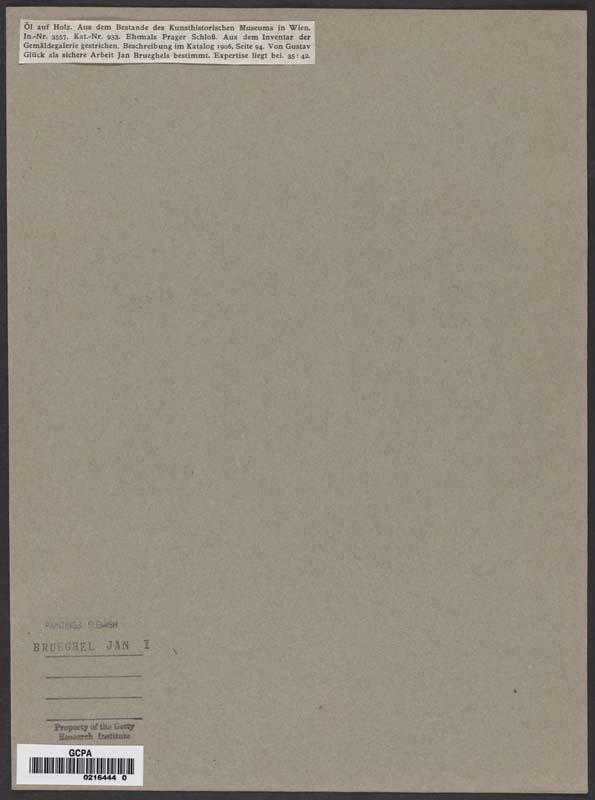 Öl auf Holz. Aus dem Bestande des Kunsthistorischen Museums in Wien.
In.-Nr. 3557. Kat.-Nr. 933. Ehemals Prager Schloß. Aus dem Inventar der
Gemäldegalerie gestrichen. Beschreibung im Katalog 1906, Seite 94. Von Gustav
Glück als sichere Arbeit Jan Brueghels bestimmt. Expertise liegt bei. 35:42.
PAINTINGS FLEMISH
BRUEGHEL JAN I
Property of the Getty
Research Institute
GCPA
0216444 0